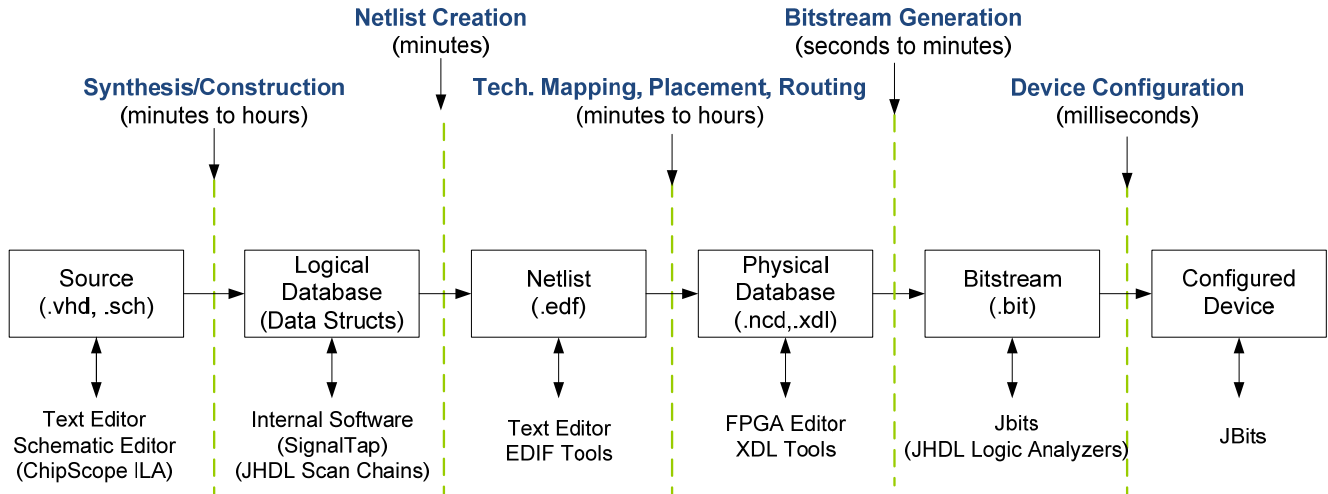 Netlist Creation
(minutes)
Bitstream Generation
(seconds to minutes)
Synthesis/Construction
(minutes to hours)
Tech. Mapping, Placement, Routing
(minutes to hours)
Device Configuration
(milliseconds)
Source
(.vhd, .sch)
Logical
Database
(Data Structs)
Netlist
(.edf)
Physical
Database
(.ncd,.xdl)
Bitstream
(.bit)
Configured
Device
Text Editor
Schematic Editor
(ChipScope ILA)
Internal Software
(SignalTap)
(JHDL Scan Chains)
Text Editor
EDIF Tools
FPGA Editor
XDL Tools
Jbits
(JHDL Logic Analyzers)
JBits